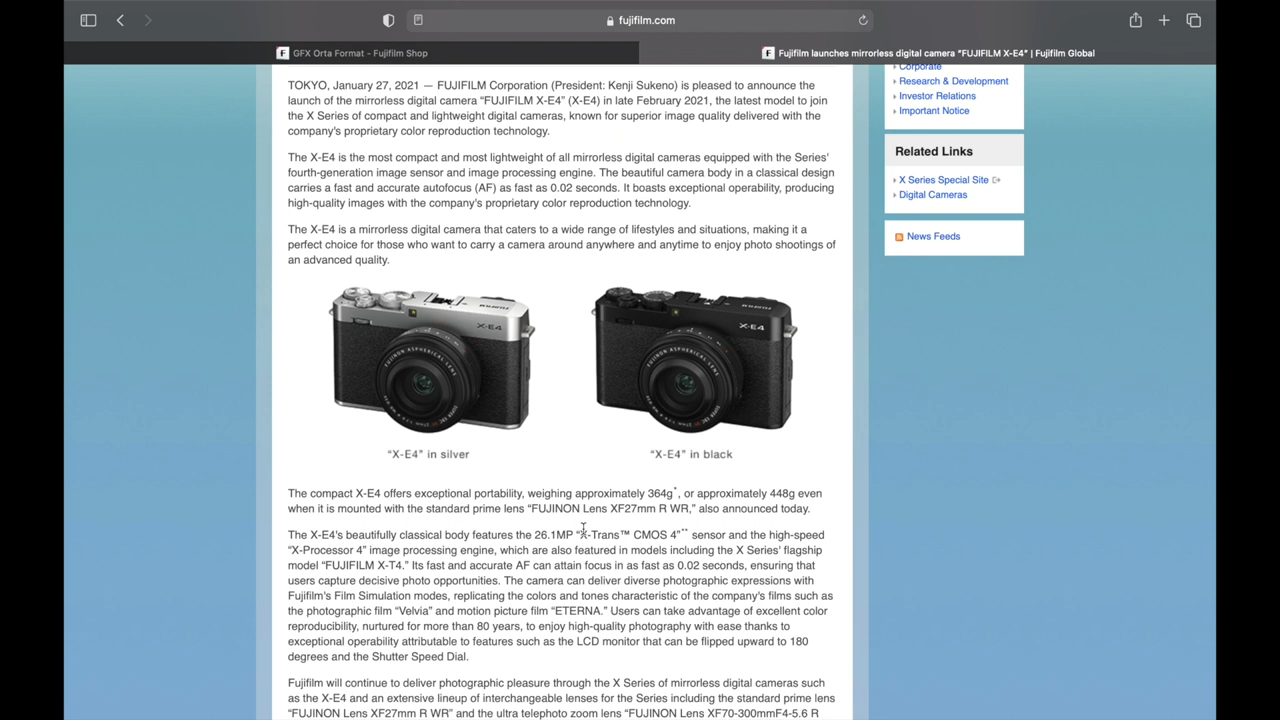 fujifilm.com
GFX Orta Format - Fujifilm Shop
Fujifilm launches mirrorless digital camera "FUJIFILM X-E4" | Fujifilm Global
TOKYO, January 27, 2021 — FUJIFILM Corporation (President: Kenji Sukeno) is pleased to announce the
launch of the mirrorless digital camera “FUJIFILM X-E4” (X-E4) in late February 2021, the latest model to join
the X Series of compact and lightweight digital cameras, known for superior image quality delivered with the
company's proprietary color reproduction technology.
The X-E4 is the most compact and most lightweight of all mirrorless digital cameras equipped with the Series'
fourth-generation image sensor and image processing engine. The beautiful camera body in a classical design
carries a fast and accurate autofocus (AF) as fast as 0.02 seconds. It boasts exceptional operability, producing
high-quality images with the company's proprietary color reproduction technology.
The X-E4 is a mirrorless digital camera that caters to a wide range of lifestyles and situations, making it a
perfect choice for those who want to carry a camera around anywhere and anytime to enjoy photo shootings of
an advanced quality.
X-E4
FUJINON ASPHERICAL LENS
X-E4
FUJINON ASPHERICAL LENS
“X-E4” in silver
“X-E4” in black
The compact X-E4 offers exceptional portability, weighing approximately 364g*, or approximately 448g even
when it is mounted with the standard prime lens “FUJINON Lens XF27mm R WR,” also announced today.
The X-E4's beautifully classical body features the 26.1MP “X-Trans™ CMOS 4”** sensor and the high-speed
“X-Processor 4” image processing engine, which are also featured in models including the X Series' flagship
model “FUJIFILM X-T4.” Its fast and accurate AF can attain focus in as fast as 0.02 seconds, ensuring that
users capture decisive photo opportunities. The camera can deliver diverse photographic expressions with
Fujifilm's Film Simulation modes, replicating the colors and tones characteristic of the company's films such as
the photographic film “Velvia” and motion picture film “ETERNA.” Users can take advantage of excellent color
reproducibility, nurtured for more than 80 years, to enjoy high-quality photography with ease thanks to
exceptional operability attributable to features such as the LCD monitor that can be flipped upward to 180
degrees and the Shutter Speed Dial.
Fujifilm will continue to deliver photographic pleasure through the X Series of mirrorless digital cameras such
as the X-E4 and an extensive lineup of interchangeable lenses for the Series including the standard prime lens
“FUJINON Lens XF27mm R WR” and the ultra telephoto zoom lens “FUJINON Lens XF70-300mmF4-5.6 R
Corporate
Research & Development
Investor Relations
Important Notice
Related Links
X Series Special Site
Digital Cameras
News Feeds